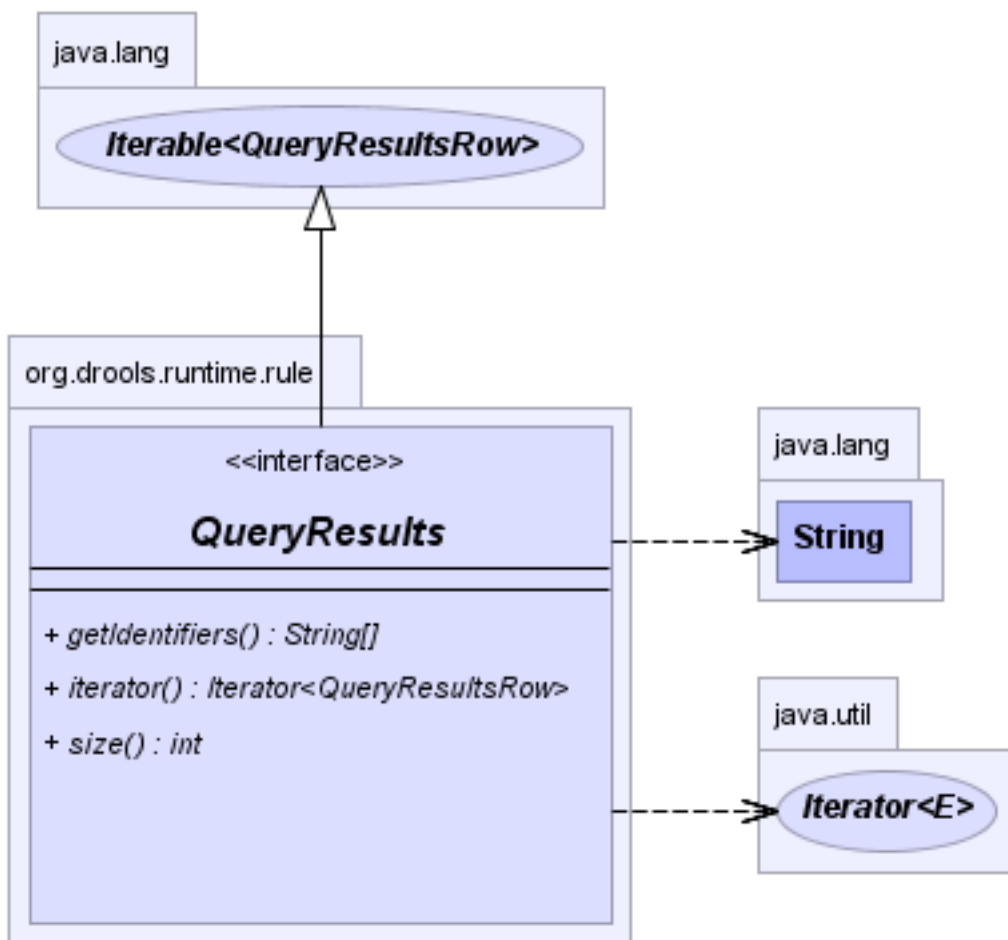 java.lang
Iterable<QueryResultsRow>
org.drools.runtime.rule
<<interface>>
QueryResults
+ getIdentifiers() : String[]
+ iterator() : Iterator<QueryResultsRow>
+ size() : int
java.lang
String
java.util
Iterator<E>